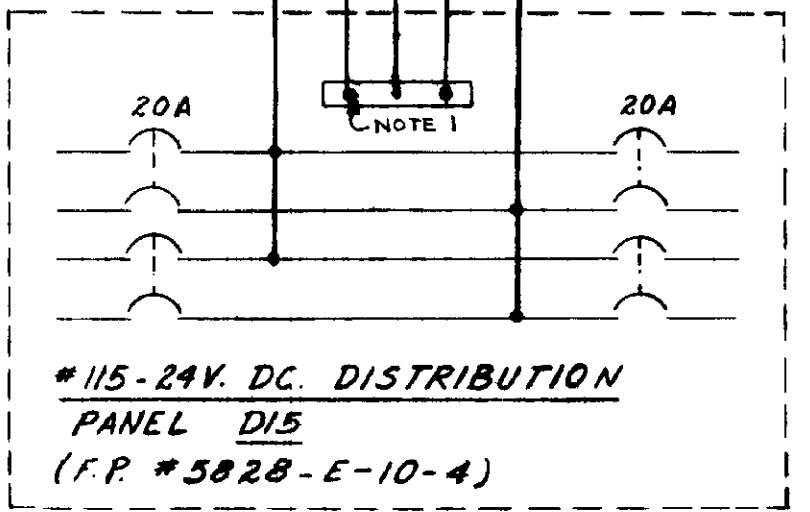 20A
20A
NOTE 1
#115-24V. DC. DISTRIBUTION
PANEL D15
(F.P. #5828-E-10-4)